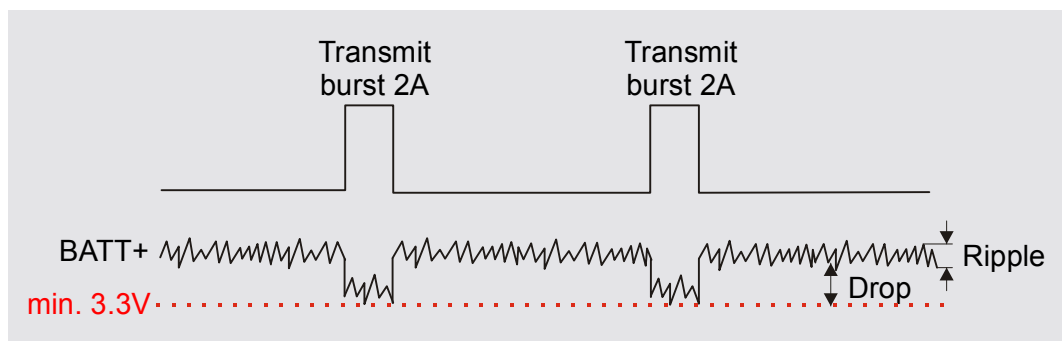 Transmit
burst 2A
Transmit
burst 2A
BATT+
Ripple
Drop
min. 3.3V